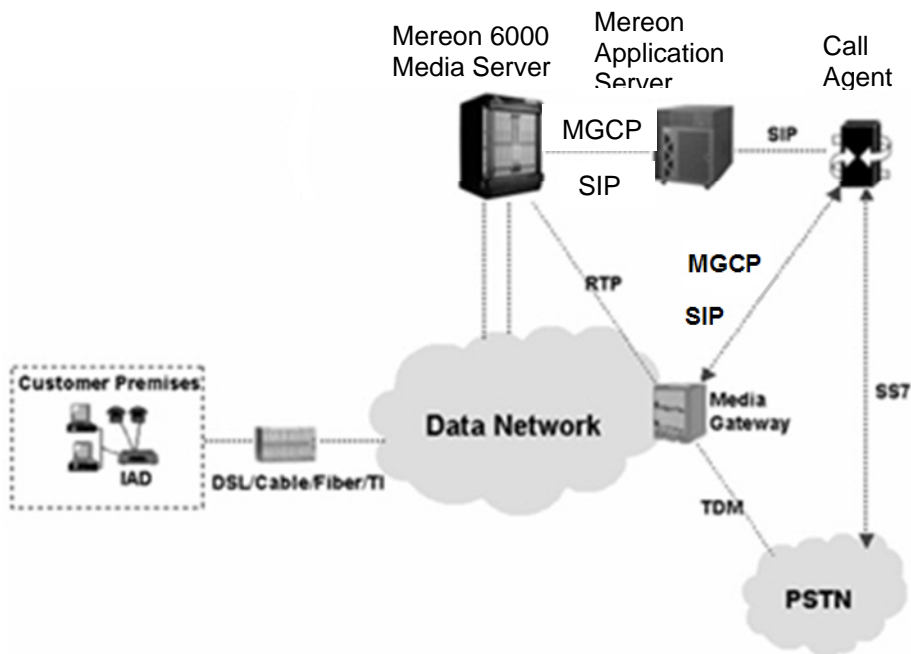 Mereon 6000
Media Server
Mereon
Application
Server
Call
Agent
MGCP
SIP
SIP
MGCP
SIP
RTP
SS7
Customer Premises
IAD
DSL/Cable/Fiber/TI
Data Network
Media
Gateway
TDM
PSTN